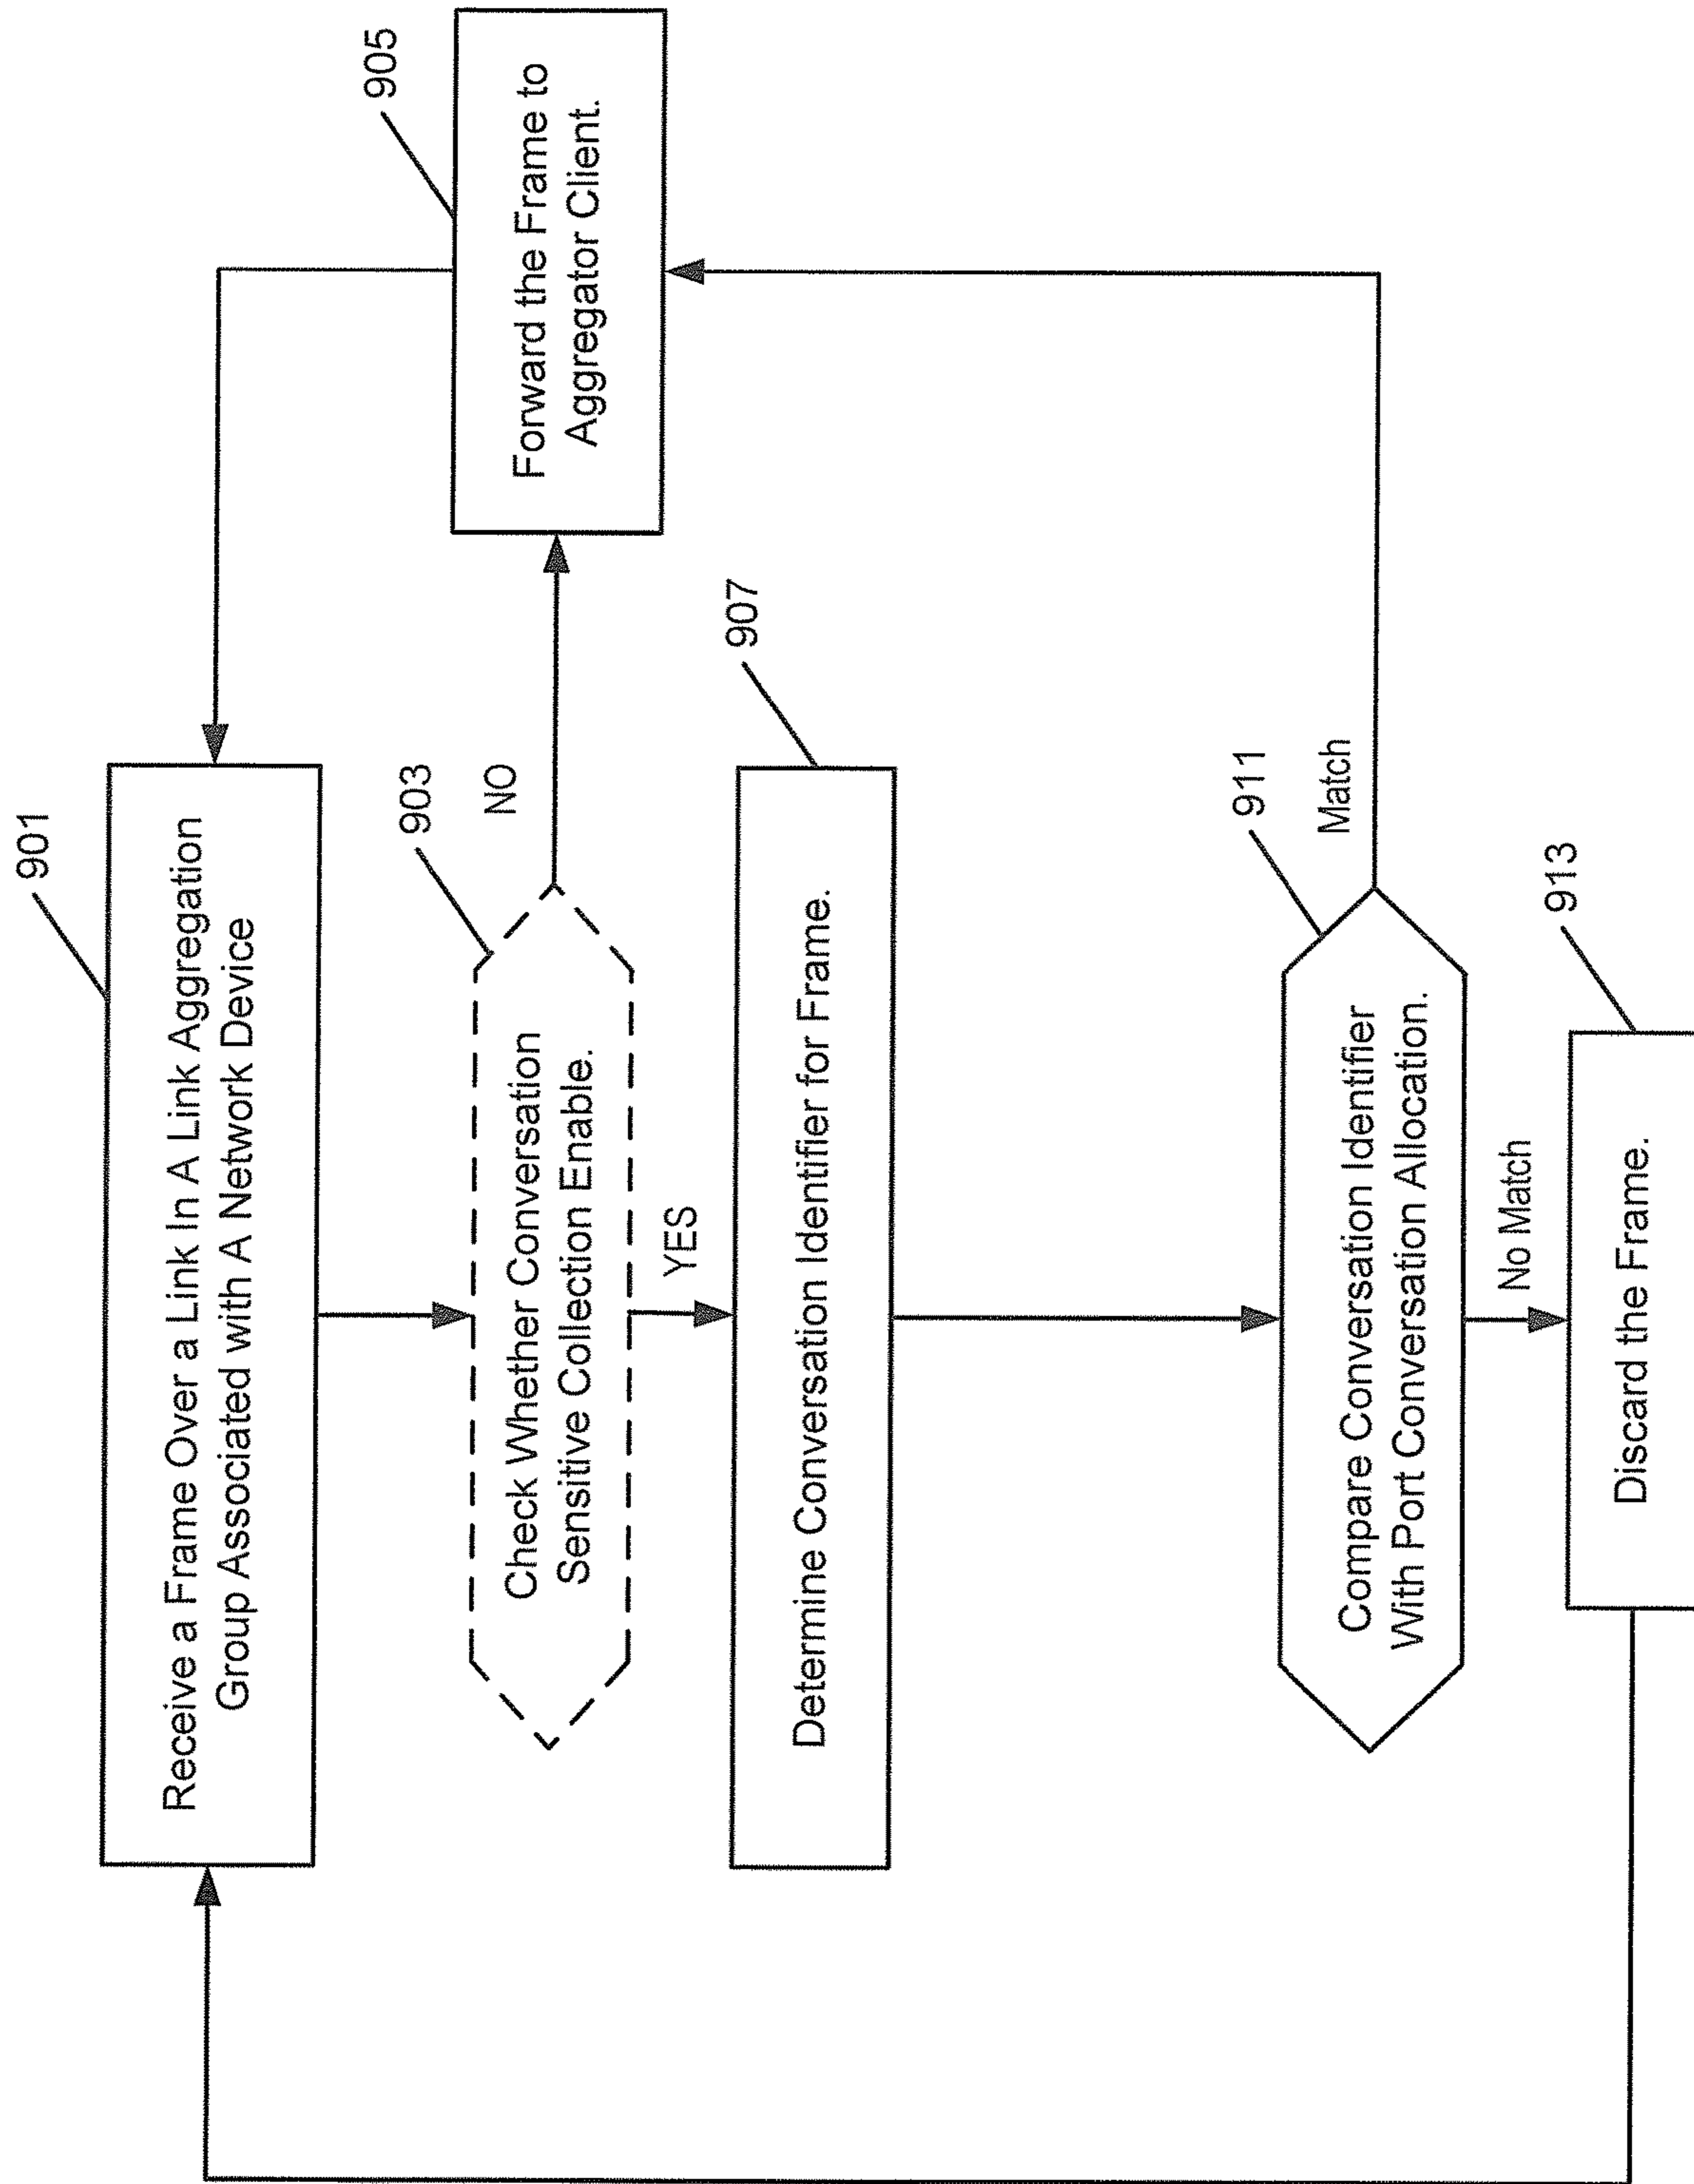 901
Receive a Frame Over a Link In A Link Aggregation
Group Associated with A Network Device
903
Check Whether Conversation
Sensitive Collection Enable.
NO
905
Forward the Frame to
Aggregator Client.
YES
907
Determine Conversation Identifier for Frame.
911
Compare Conversation Identifier
With Port Conversation Allocation.
Match
No Match
913
Discard the Frame.